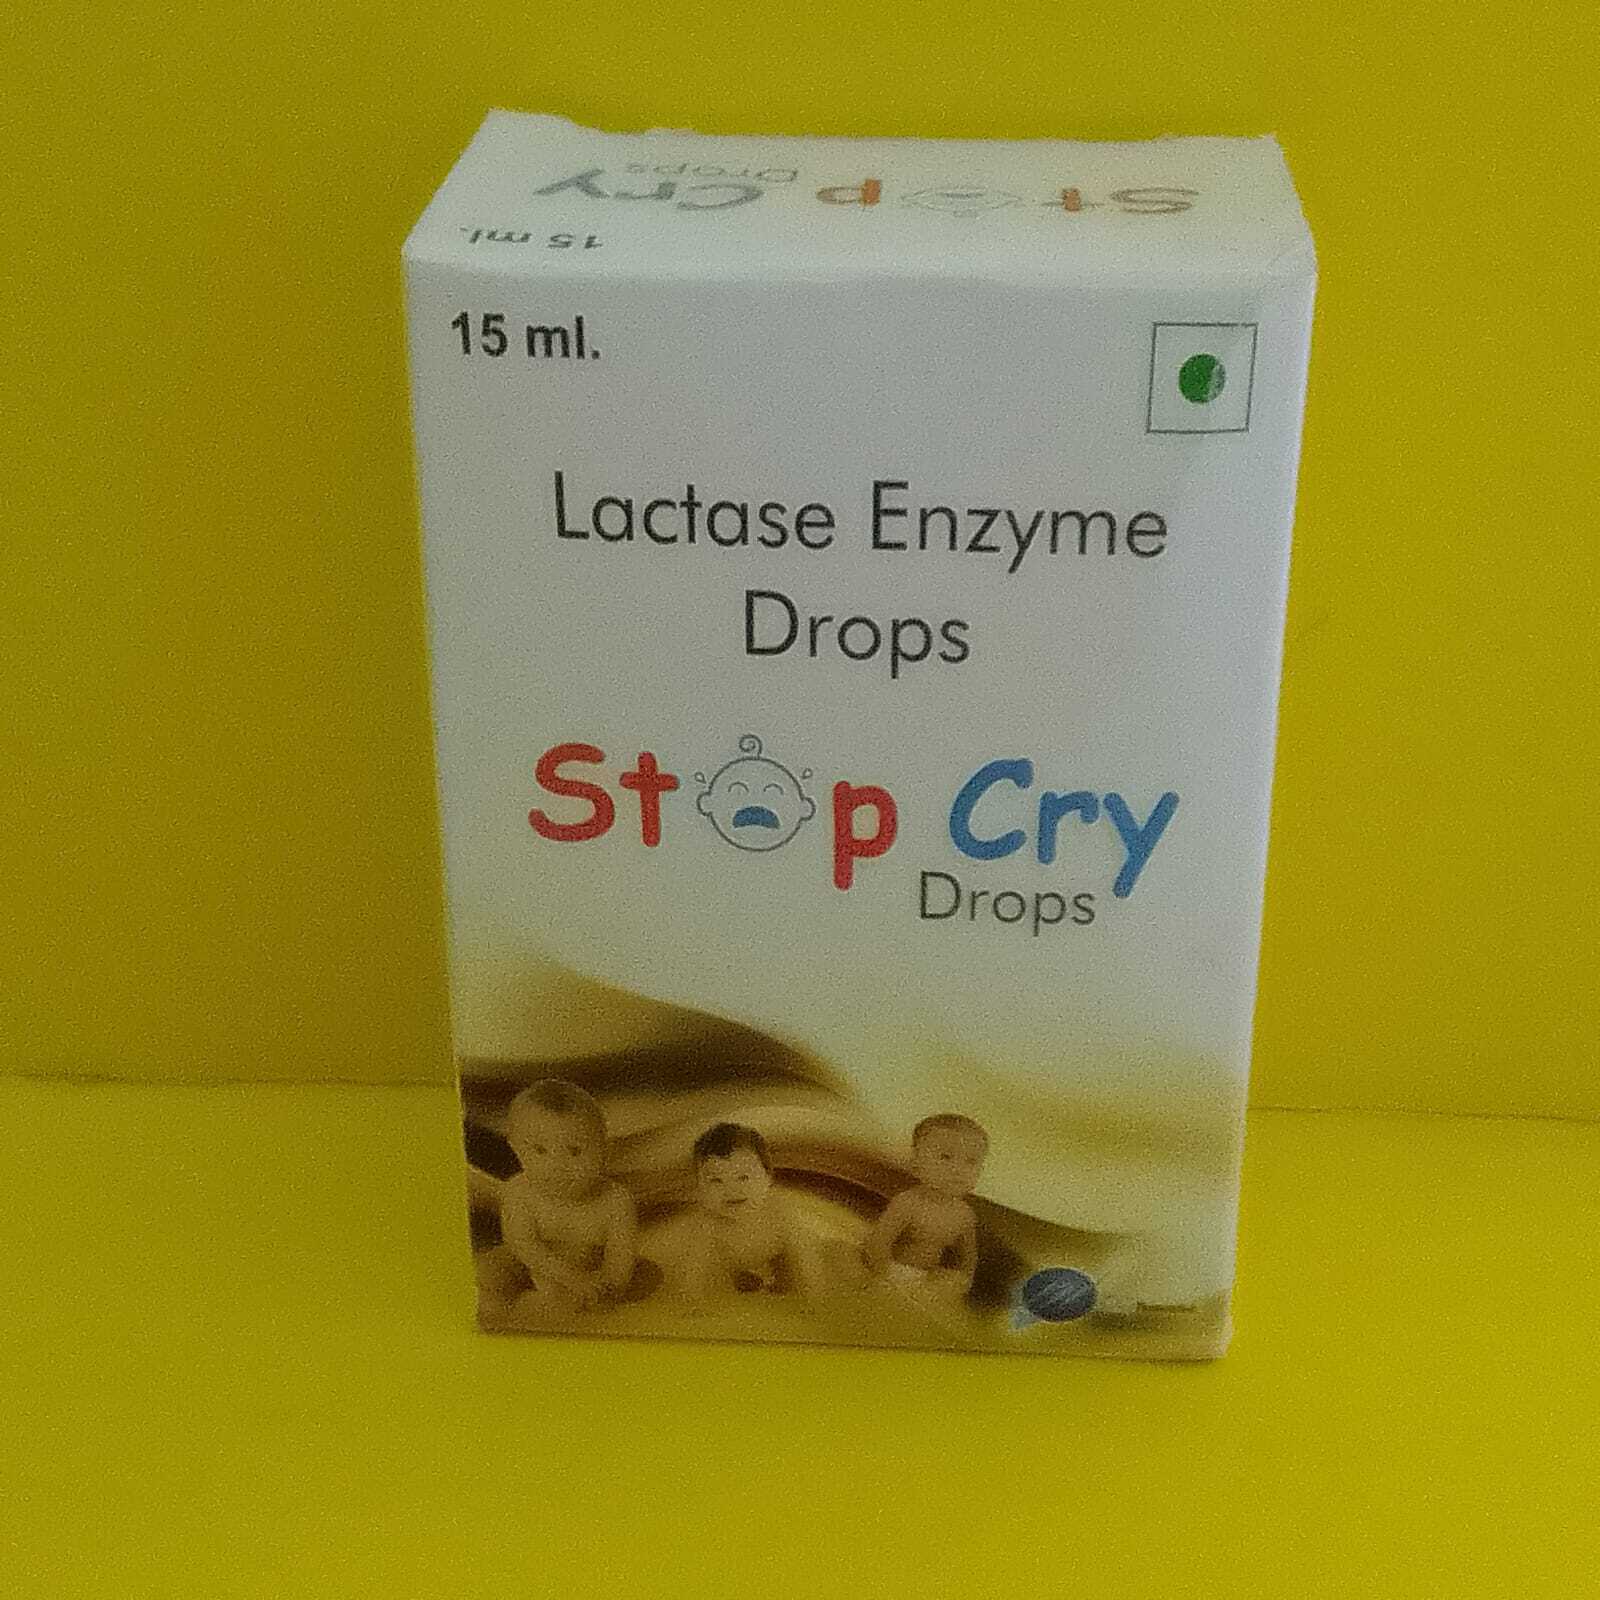 Stop Cry
Drops
15 ml.
15 ml.
Lactase Enzyme
Drops
Stop Cry
Drops